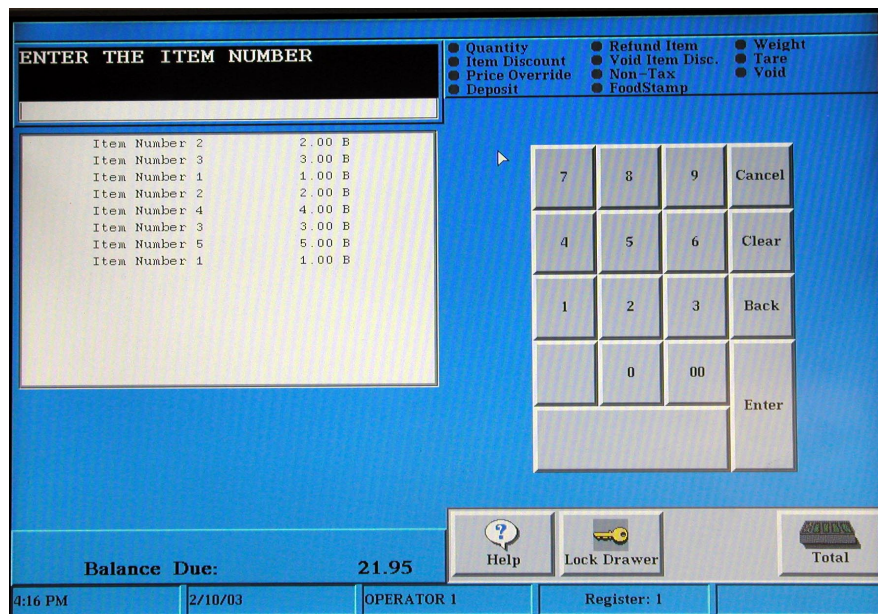 ENTER THE ITEM NUMBER
Quantity
Item Discount
Price Override
Deposit
Refund Item
Void Item Disc.
Non-Tax
FoodStamp
Weight
Tare
Void
Item Number 2 2.00 B
Item Number 3 3.00 B
Item Number 1 1.00 B
Item Number 2 2.00 B
Item Number 4 4.00 B
Item Number 3 3.00 B
Item Number 5 5.00 B
Item Number 1 1.00 B
7 8 9 Cancel
4 5 6 Clear
1 2 3 Back
0 00
Enter
Balance Due: 21.95
? Help
Lock Drawer
Total
4:16 PM 2/10/03 OPERATOR 1 Register: 1